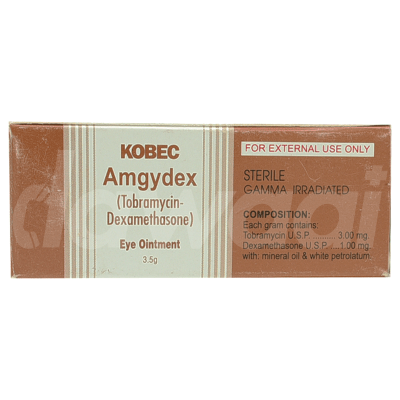 KOBEC
Amgydex
(Tobramycin-
Dexamethasone)
Eye Ointment
3.5g
FOR EXTERNAL USE ONLY
STERILE
GAMMA IRRADIATED
COMPOSITION:
Each gram contains:
Tobramycin U.S.P. ........ 3.00 mg.
Dexamethasone U.S.P. ....1.00 mg.
with: mineral oil & white petrolatum
dawaai